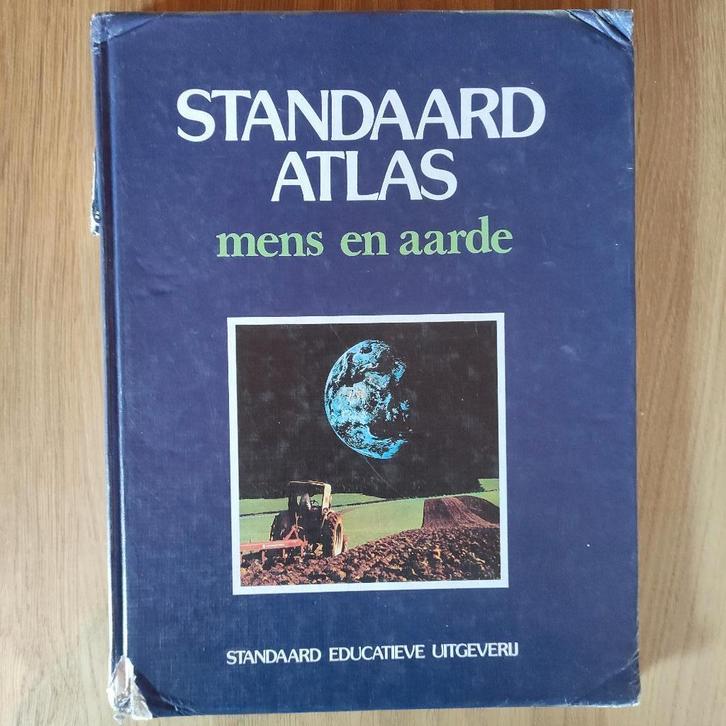 STANDAARD
ATLAS
mens en aarde
STANDAARD EDUCATIEVE UITGEVERIJ